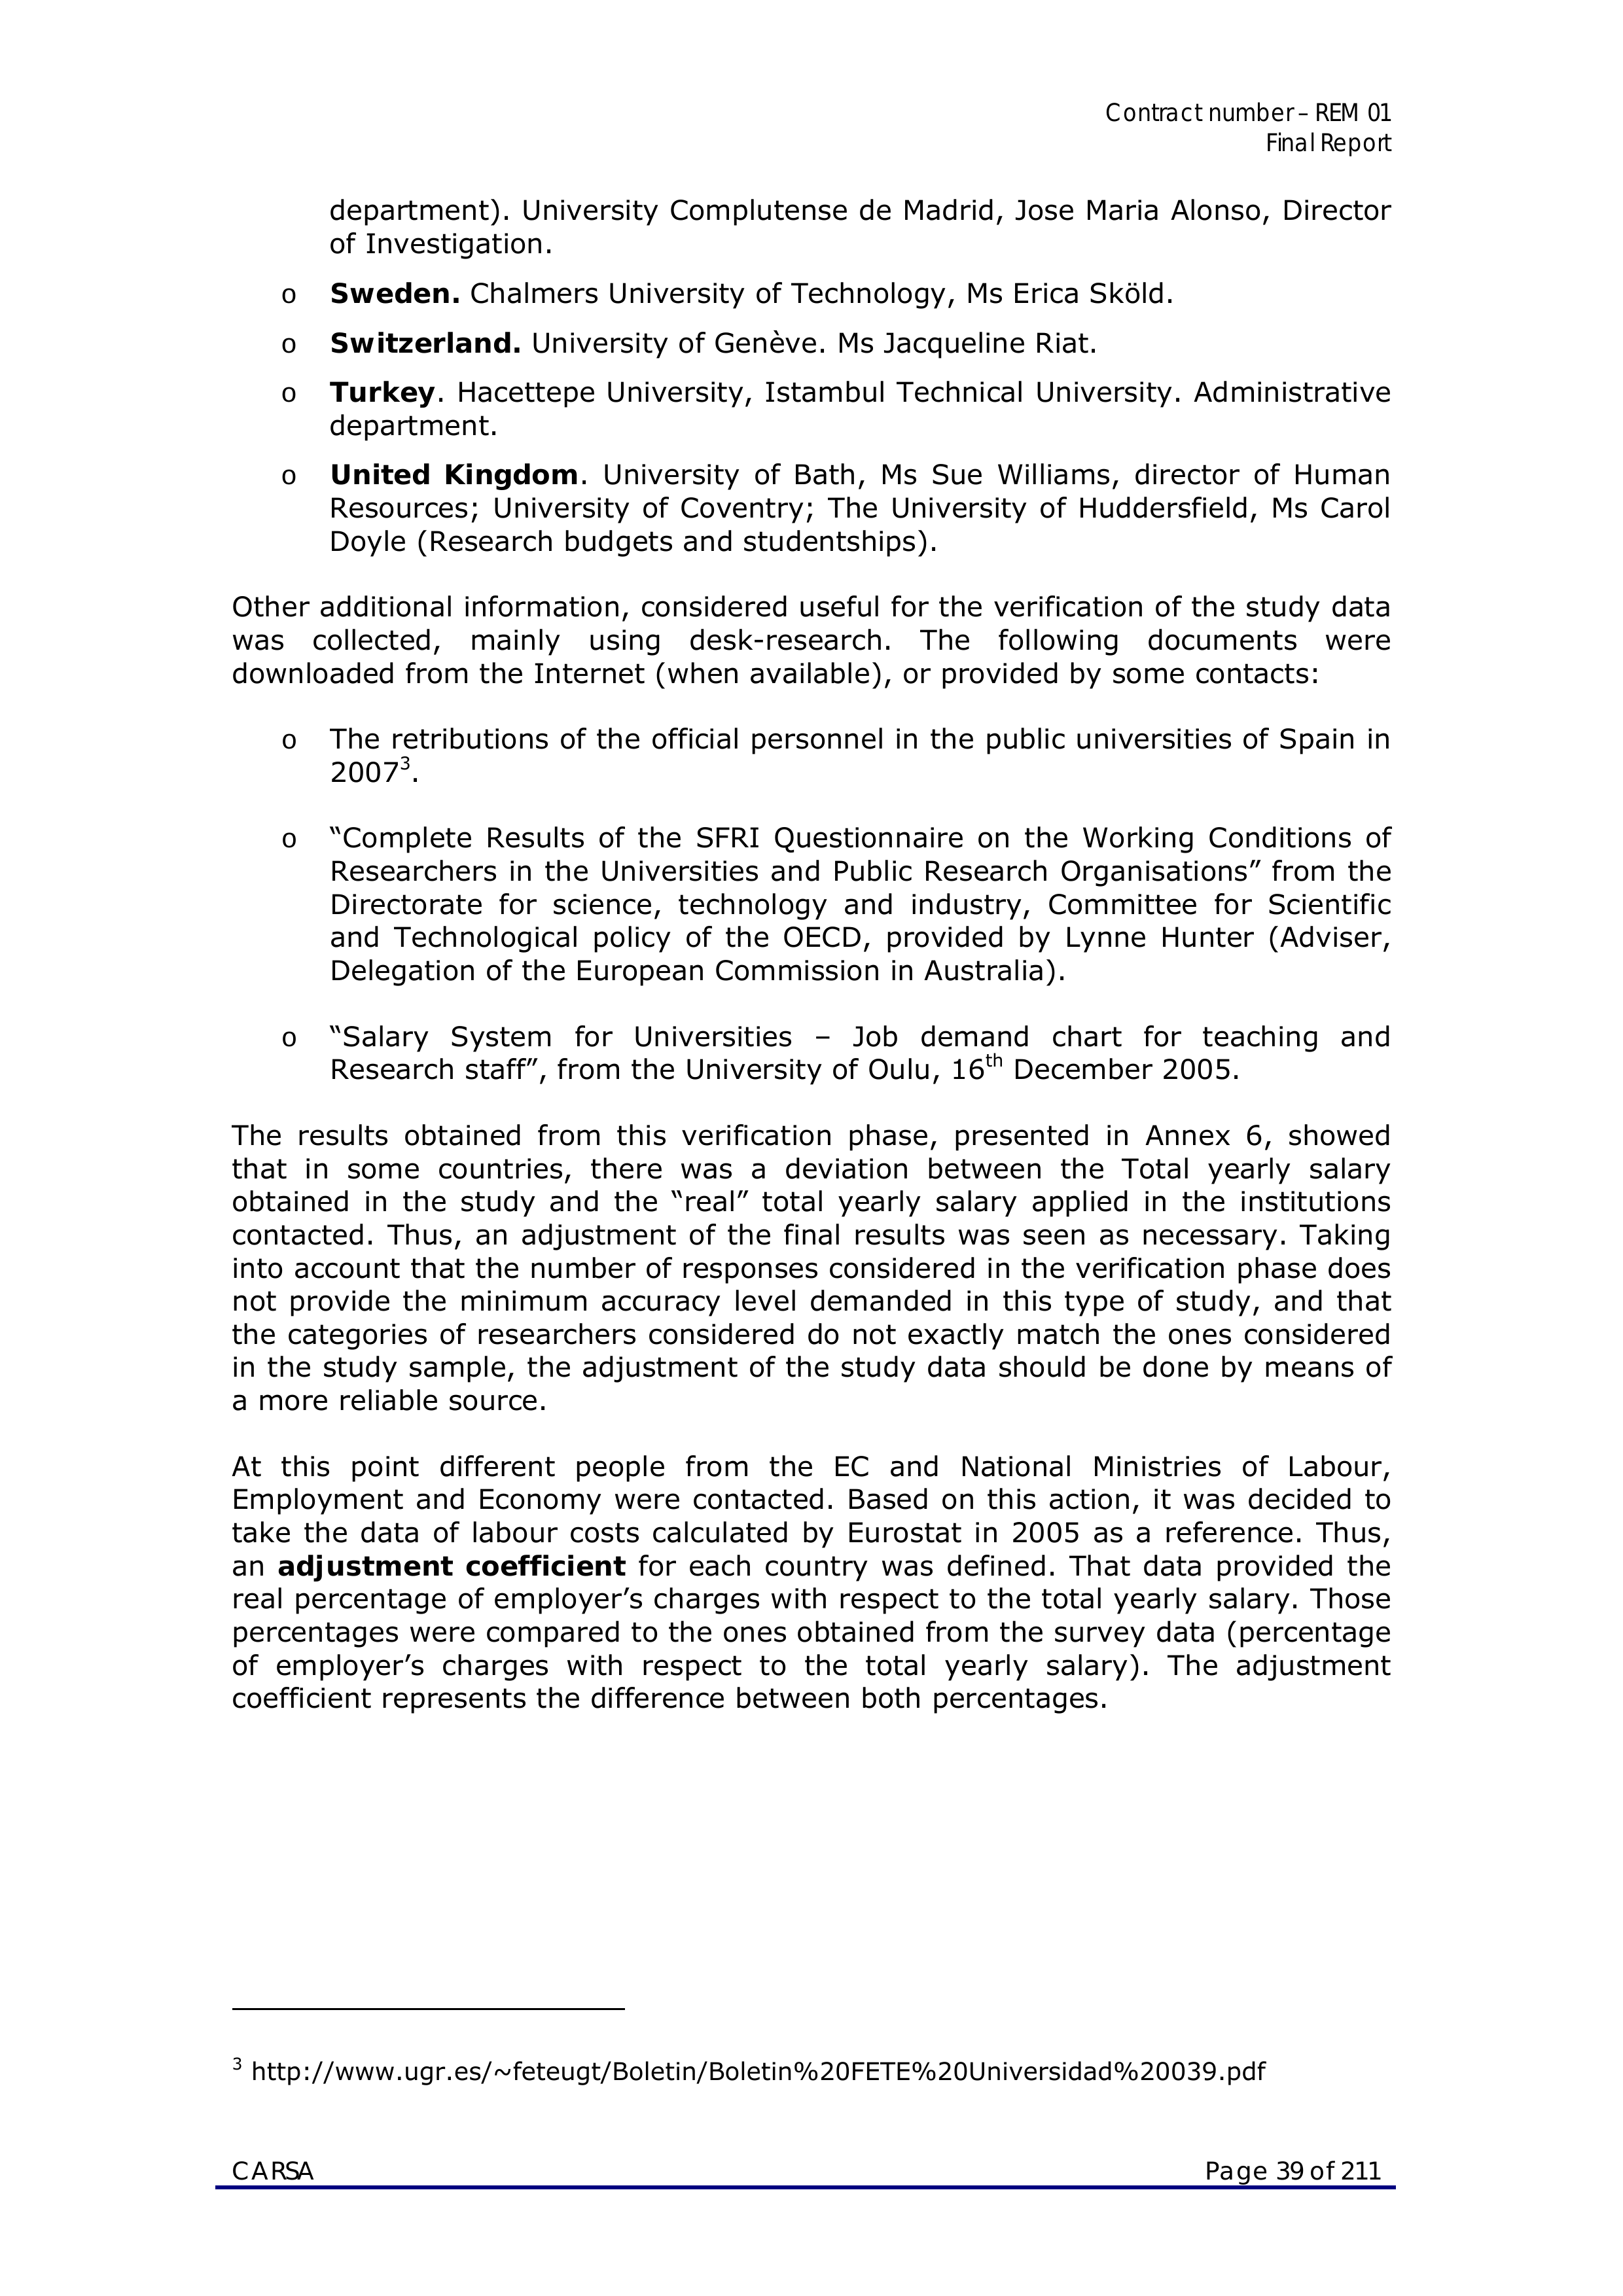 Contract number – REM 01
Final Report
department). University Complutense de Madrid, Jose Maria Alonso, Director
of Investigation.
o Sweden. Chalmers University of Technology, Ms Erica Sköld.
o Switzerland. University of Genève. Ms Jacqueline Riat.
o Turkey. Hacettepe University, Istambul Technical University. Administrative
department.
o United Kingdom. University of Bath, Ms Sue Williams, director of Human
Resources; University of Coventry; The University of Huddersfield, Ms Carol
Doyle (Research budgets and studentships).
Other additional information, considered useful for the verification of the study data
was collected, mainly using desk-research. The following documents were
downloaded from the Internet (when available), or provided by some contacts:
o The retributions of the official personnel in the public universities of Spain in
2007³.
o “Complete Results of the SFRI Questionnaire on the Working Conditions of
Researchers in the Universities and Public Research Organisations” from the
Directorate for science, technology and industry, Committee for Scientific
and Technological policy of the OECD, provided by Lynne Hunter (Adviser,
Delegation of the European Commission in Australia).
o “Salary System for Universities – Job demand chart for teaching and
Research staff”, from the University of Oulu, 16th December 2005.
The results obtained from this verification phase, presented in Annex 6, showed
that in some countries, there was a deviation between the Total yearly salary
obtained in the study and the “real” total yearly salary applied in the institutions
contacted. Thus, an adjustment of the final results was seen as necessary. Taking
into account that the number of responses considered in the verification phase does
not provide the minimum accuracy level demanded in this type of study, and that
the categories of researchers considered do not exactly match the ones considered
in the study sample, the adjustment of the study data should be done by means of
a more reliable source.
At this point different people from the EC and National Ministries of Labour,
Employment and Economy were contacted. Based on this action, it was decided to
take the data of labour costs calculated by Eurostat in 2005 as a reference. Thus,
an adjustment coefficient for each country was defined. That data provided the
real percentage of employer’s charges with respect to the total yearly salary. Those
percentages were compared to the ones obtained from the survey data (percentage
of employer’s charges with respect to the total yearly salary). The adjustment
coefficient represents the difference between both percentages.
³ http://www.ugr.es/~feteugt/Boletin/Boletin%20FETE%20Universidad%20039.pdf
CARSA Page 39 of 211